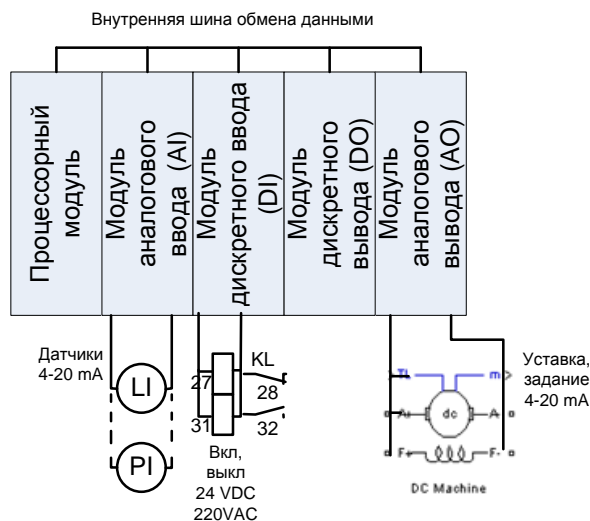 Внутренняя шина обмена данными
Процессорный
модуль
Модуль
аналогового
ввода (AI)
Модуль
дискретного ввода
(DI)
Модуль
дискретного
вывода (DO)
Модуль
аналогового
вывода (AO)
Датчики
4-20 mA
LI
PI
27
31
KL
28
32
Вкл,
выкл
24 VDC
220VAC
m
A+
dc
A-
F+
F-
DC Machine
Уставка,
задание
4-20 mA